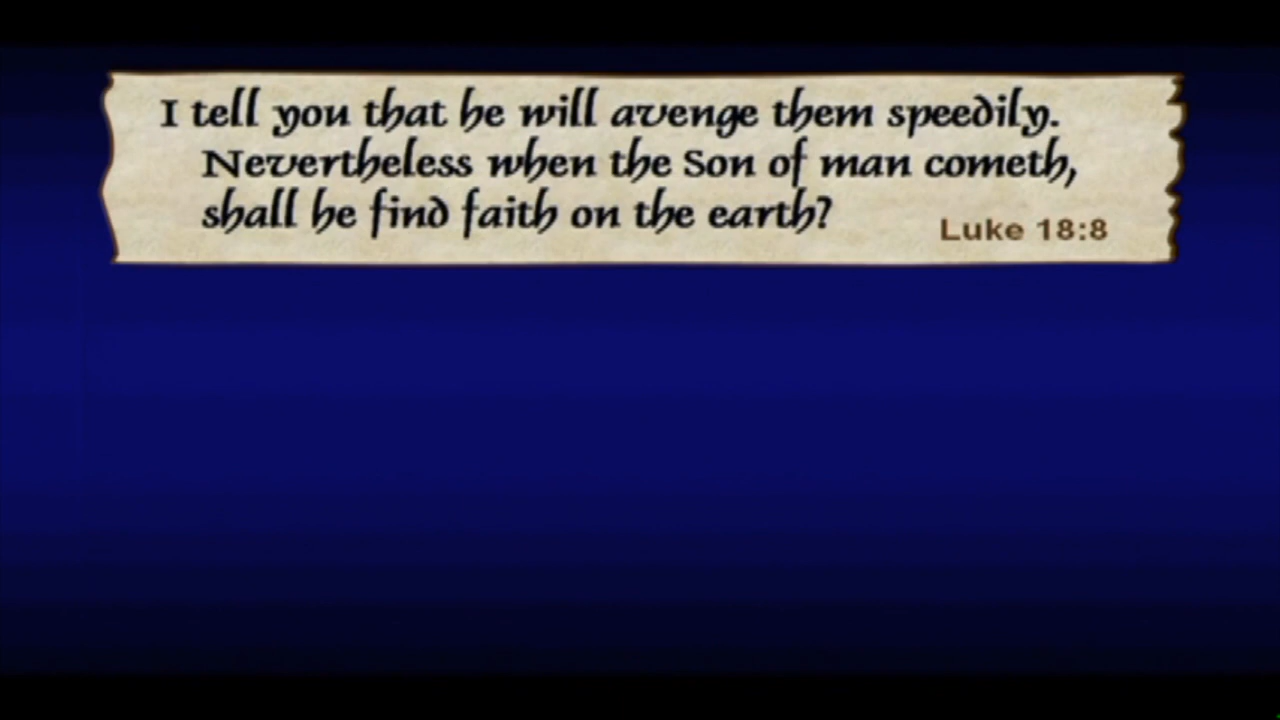 I tell you that he will avenge them speedily.
Nevertheless when the Son of man cometh,
shall he find faith on the earth?
Luke 18:8